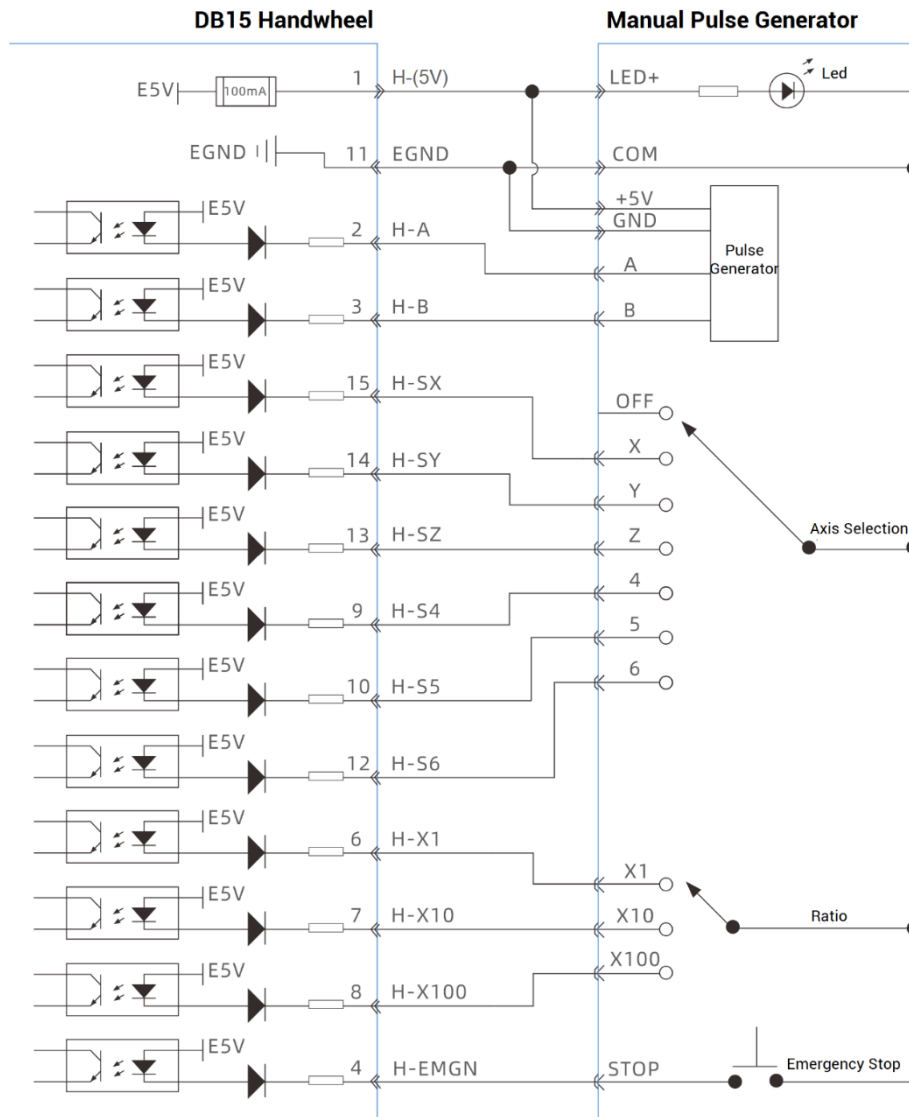 DB15 Handwheel Manual Pulse Generator
E5V 100mA 1 H-(5V) LED+ Led
EGND 11 EGND COM
E5V +5V
2 H-A GND
Pulse
Generator
A
E5V
3 H-B B
E5V
15 H-SX OFF
X
E5V
14 H-SY Y
E5V
13 H-SZ Z Axis Selection
E5V 4
9 H-S4 5
E5V 6
10 H-S5
E5V
12 H-S6
E5V
6 H-X1 X1
E5V
7 H-X10 X10 Ratio
E5V X100
8 H-X100
E5V
4 H-EMGN STOP Emergency Stop